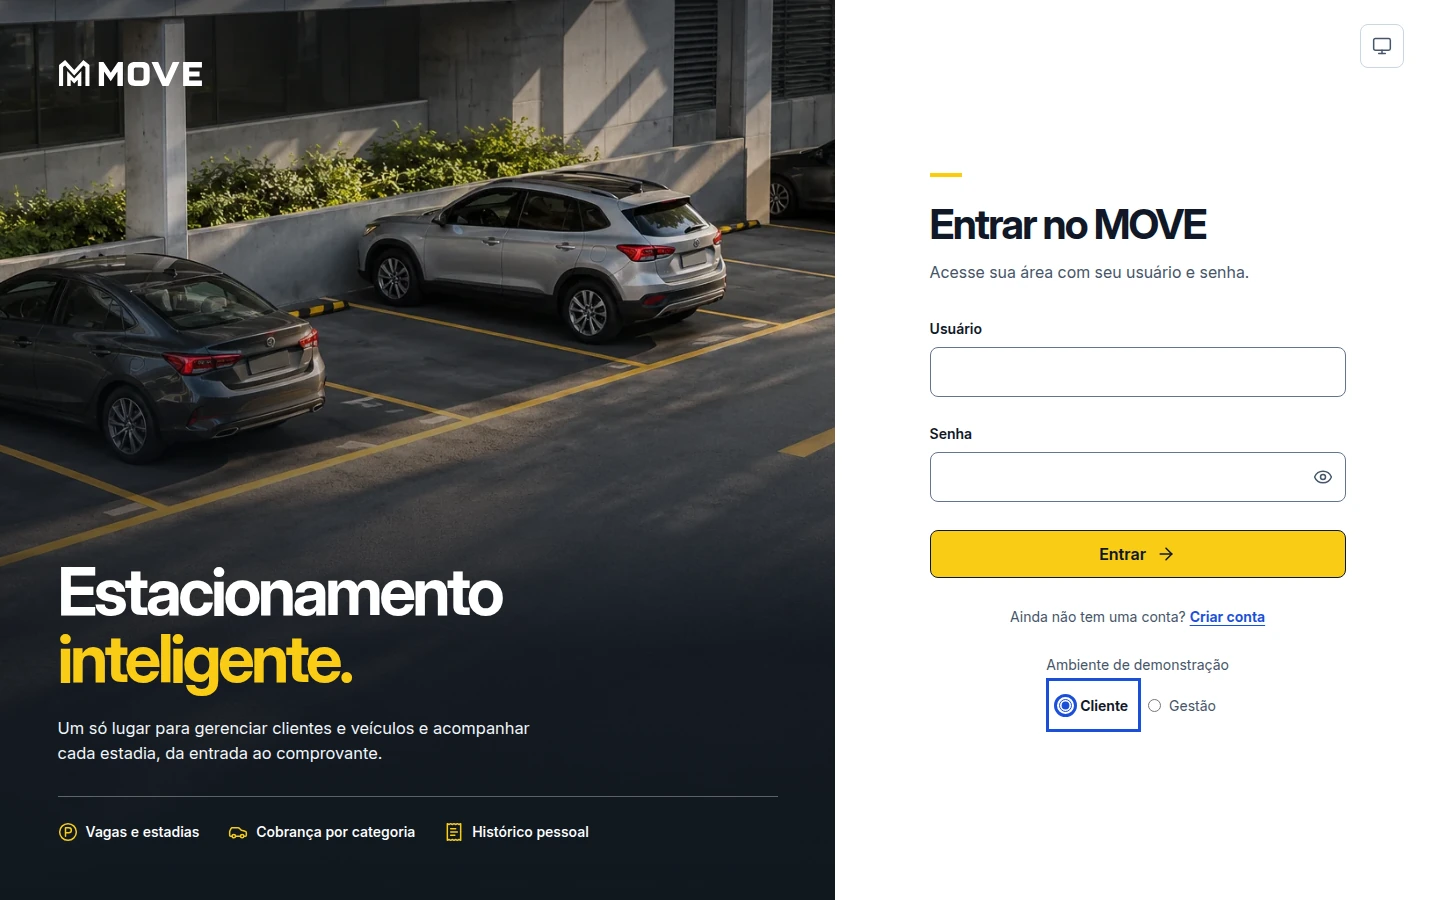 MOVE
Estacionamento
inteligente.
Um só lugar para gerenciar clientes e veículos e acompanhar
cada estadia, da entrada ao comprovante.
Vagas e estadias
Cobrança por categoria
Histórico pessoal
Entrar no MOVE
Acesse sua área com seu usuário e senha.
Usuário
Senha
Entrar
Ainda não tem uma conta? Criar conta
Ambiente de demonstração
Cliente
Gestão